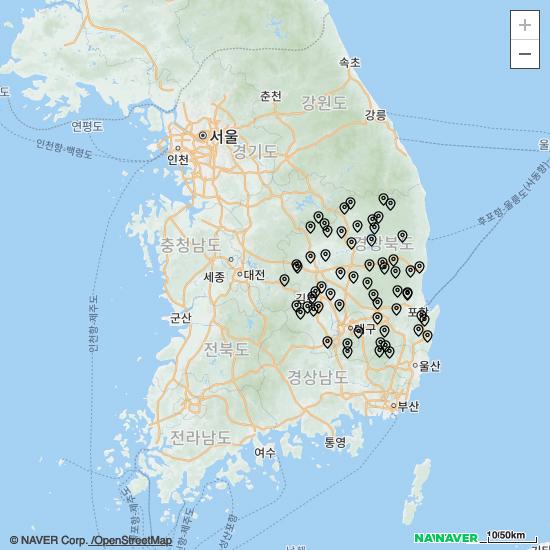 +
−
속초
춘천
강원도
강릉
도
연평도
서울
울
인천항-백령도
인천
경기도
후포항-울릉도(사동항)
경상북도
충청남도
세종
대전
인천항-제주도
군산
포항
대구
전북도
경상남도
울산
부산
전라남도
통영
여수
© NAVER Corp. /OpenStreetMap
NAVER
10/50km